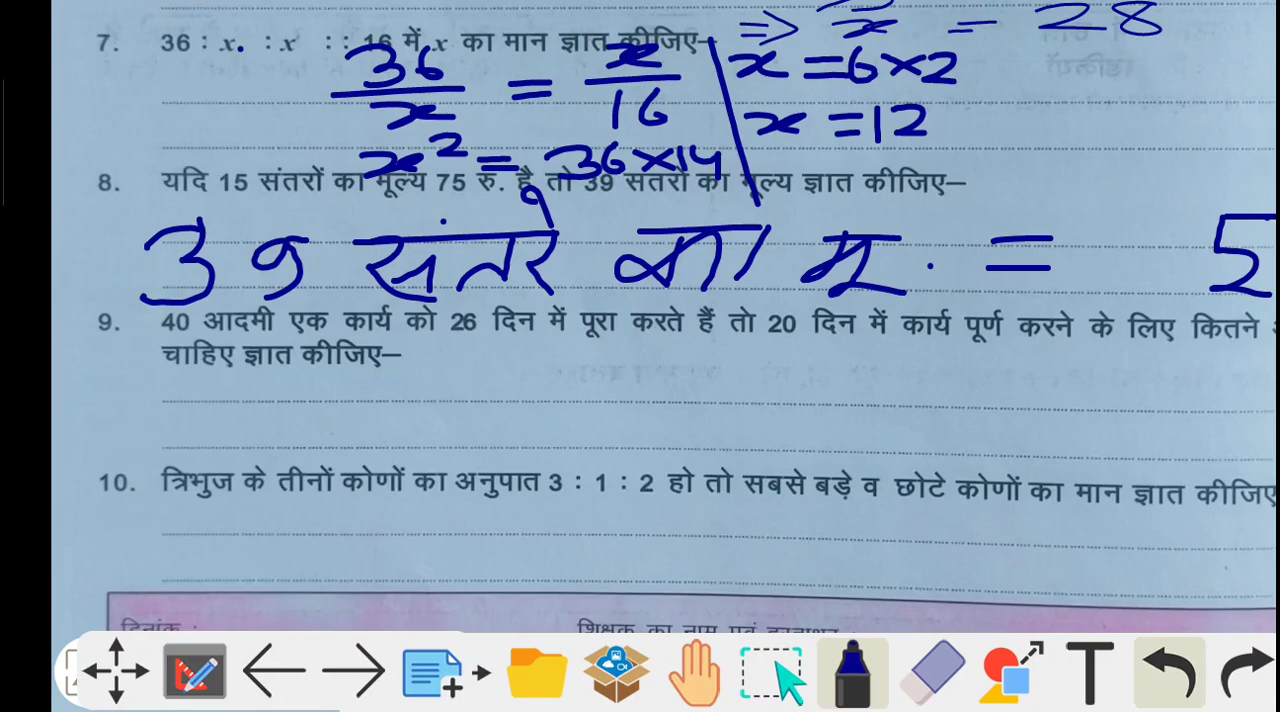 ⇒ x = 28
7. 36 : x. : x : : 16 में x का मान ज्ञात कीजिए–
36/x = x/16
x = 6×2
x = 12
x² = 36×14
8. यदि 15 संतरों का मूल्य 75 रु. है तो 39 संतरों का मूल्य ज्ञात कीजिए–
39 संतरे का मू. = 5
9. 40 आदमी एक कार्य को 26 दिन में पूरा करते हैं तो 20 दिन में कार्य पूर्ण करने के लिए कितने
चाहिए ज्ञात कीजिए–
10. त्रिभुज के तीनों कोणों का अनुपात 3 : 1 : 2 हो तो सबसे बड़े व छोटे कोणों का मान ज्ञात कीजिए
दिनांक :
शिक्षक का नाम एवं हस्ताक्षर
T